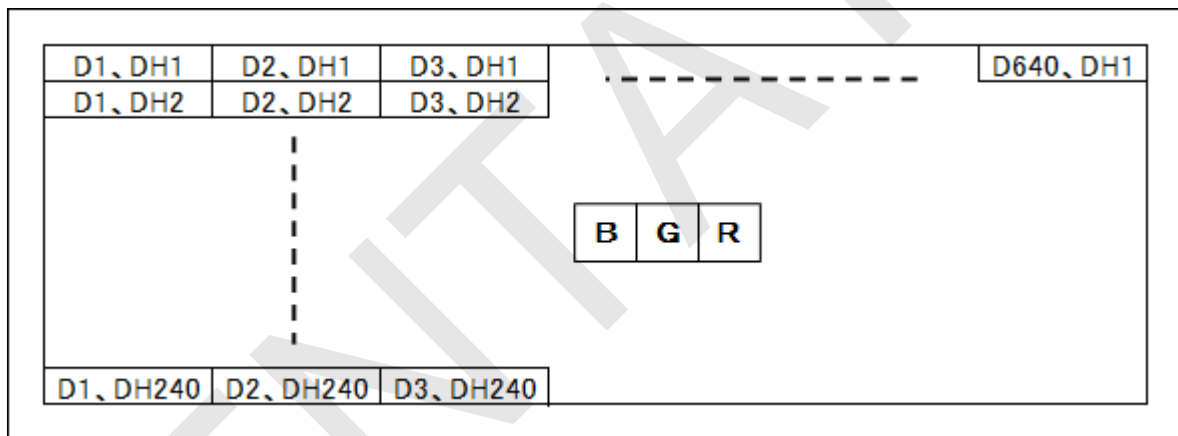 D1、DH1 D2、DH1 D3、DH1 D640、DH1
D1、DH2 D2、DH2 D3、DH2
B G R
D1、DH240 D2、DH240 D3、DH240